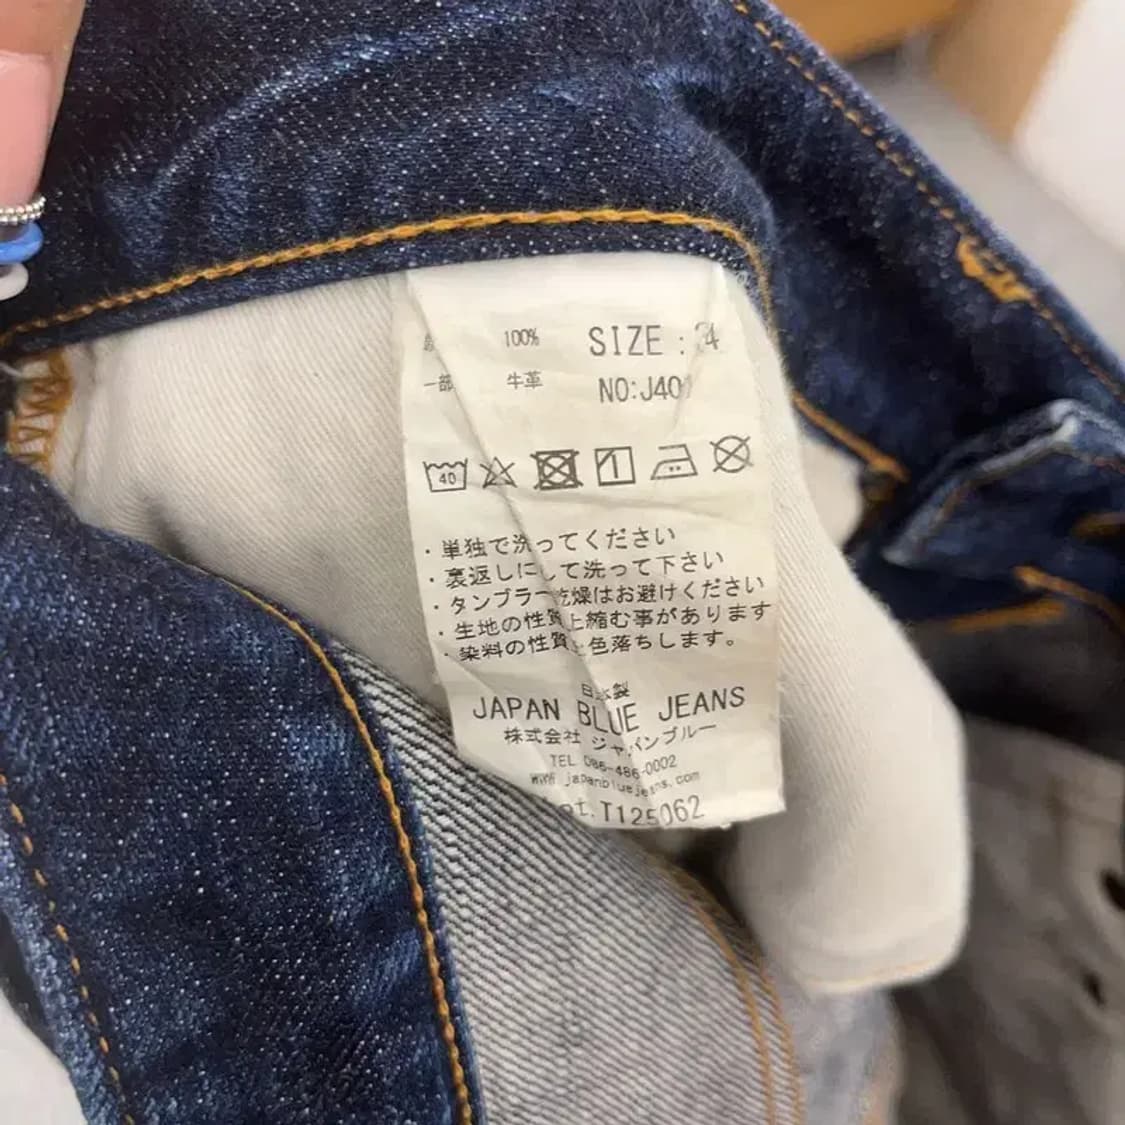 100% SIZE : 4
一部 牛革 NO:J40
40
・単独で洗ってください
・裏返しにして洗って下さい
・タンブラー乾燥はお避けください
・生地の性質上縮む事があります
・染料の性質上色落ちします。
日本製
JAPAN BLUE JEANS
株式会社 ジャパンブルー
TEL 086-486-0002
www.japanbluejeans.com
ot.T125062